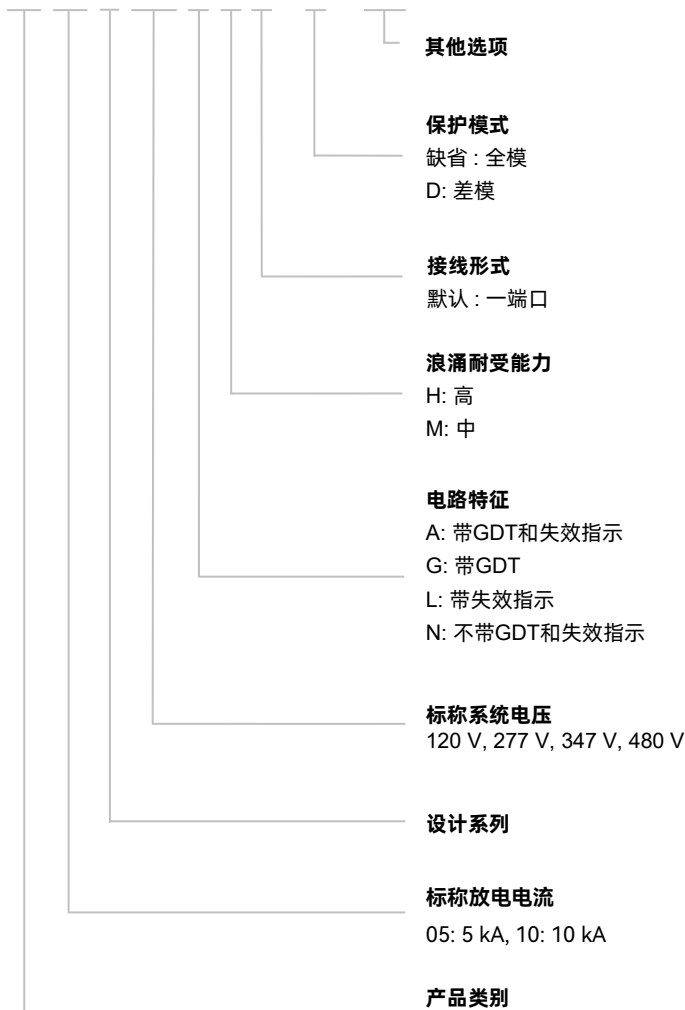 其他选项
保护模式
缺省 : 全模
D: 差模
接线形式
默认 : 一端口
浪涌耐受能力
H: 高
M: 中
电路特征
A: 带GDT和失效指示
G: 带GDT
L: 带失效指示
N: 不带GDT和失效指示
标称系统电压
120 V, 277 V, 347 V, 480 V
设计系列
标称放电电流
05: 5 kA, 10: 10 kA
产品类别